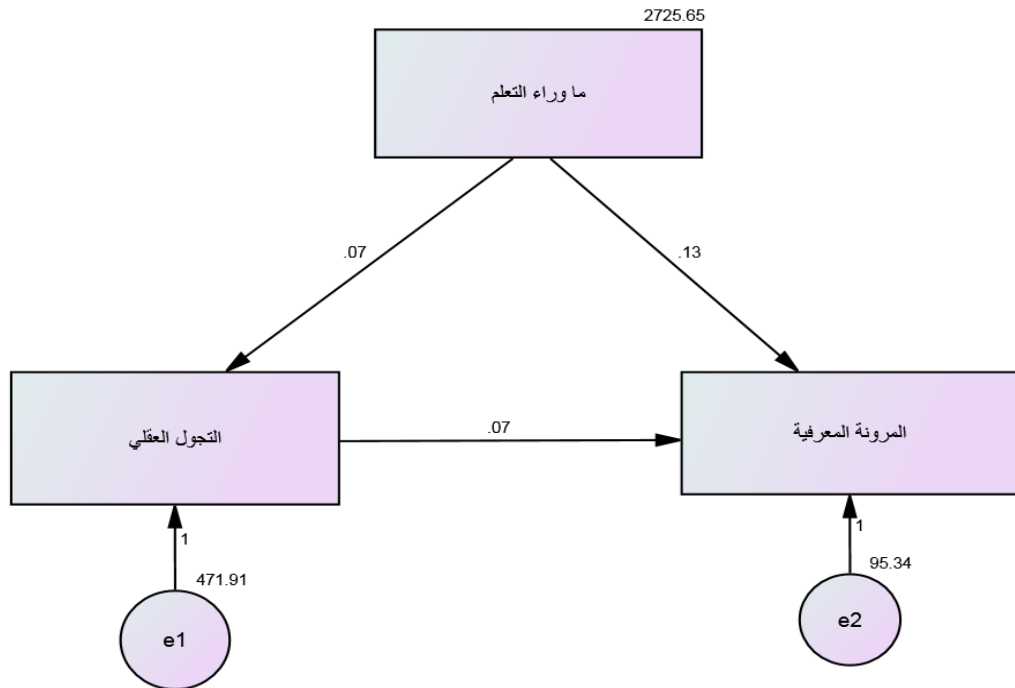 2725.65
ما وراء التعلم
.07
.13
التجول العقلي
.07
المرونة المعرفية
1
471.91
e1
1
95.34
e2